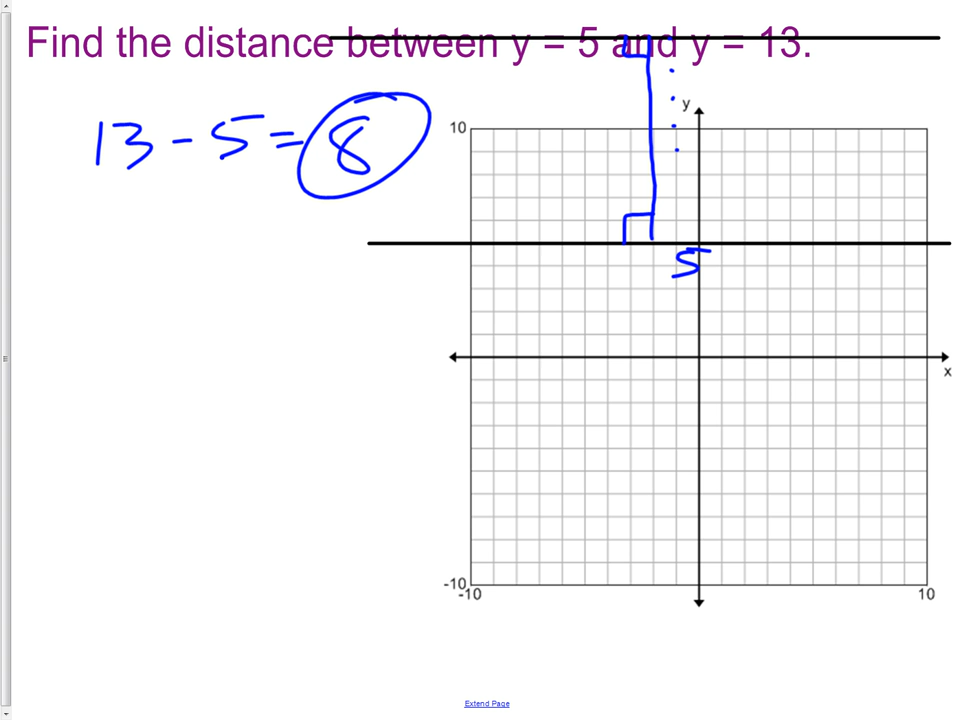 Find the distance between y = 5 and y = 13.
13 - 5 = 8
y
10
5
x
-10
-10
10
Extend Page